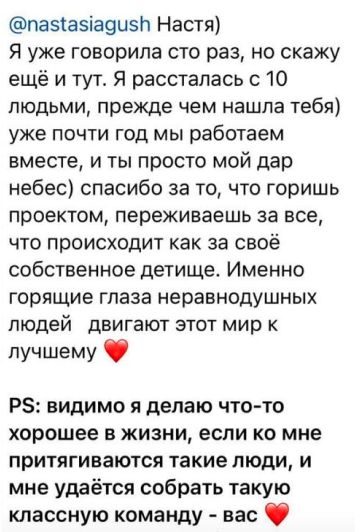 @nastasiagush Настя)
Я уже говорила сто раз, но скажу
ещё и тут. Я рассталась с 10
людьми, прежде чем нашла тебя)
уже почти год мы работаем
вместе, и ты просто мой дар
небес) спасибо за то, что горишь
проектом, переживаешь за все,
что происходит как за своё
собственное детище. Именно
горящие глаза неравнодушных
людей двигают этот мир к
лучшему ❤️
PS: видимо я делаю что-то
хорошее в жизни, если ко мне
притягиваются такие люди, и
мне удаётся собрать такую
классную команду - вас ❤️